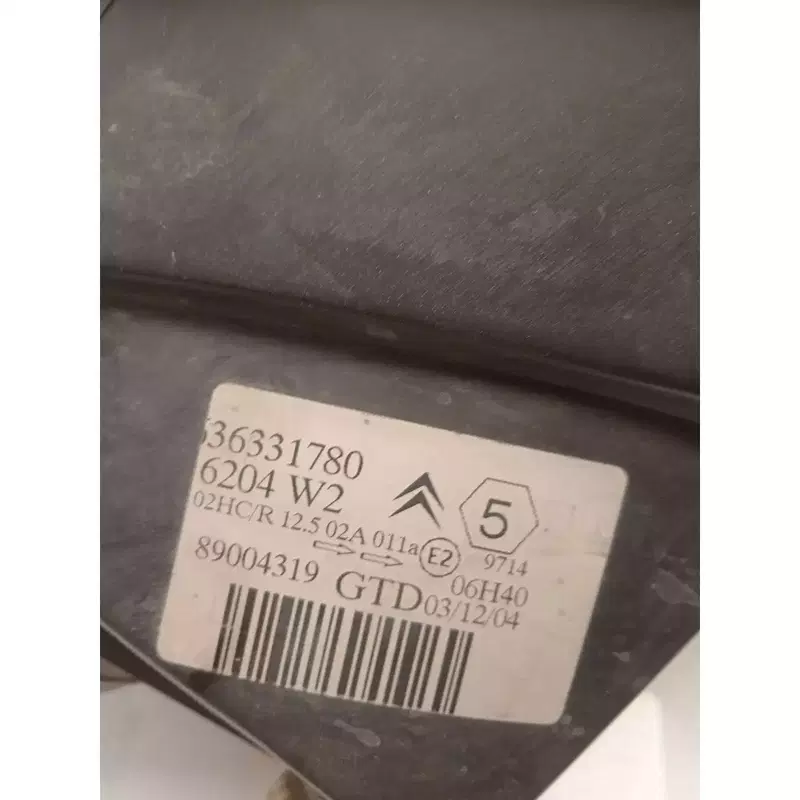 36331780
6204 W2
5
02HC/R 12.5 02A 011a E2
9714
89004319 GTD 06H40
03/12/04